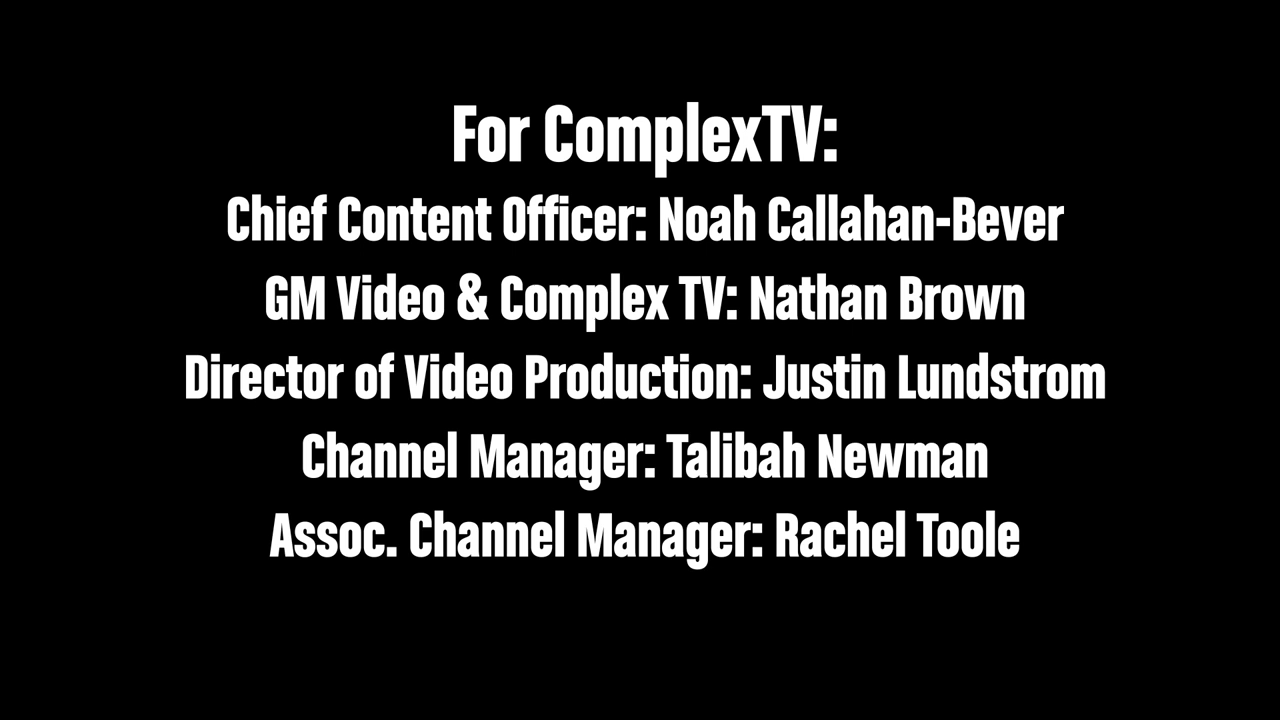 For ComplexTV:
Chief Content Officer: Noah Callahan-Bever
GM Video & Complex TV: Nathan Brown
Director of Video Production: Justin Lundstrom
Channel Manager: Talibah Newman
Assoc. Channel Manager: Rachel Toole